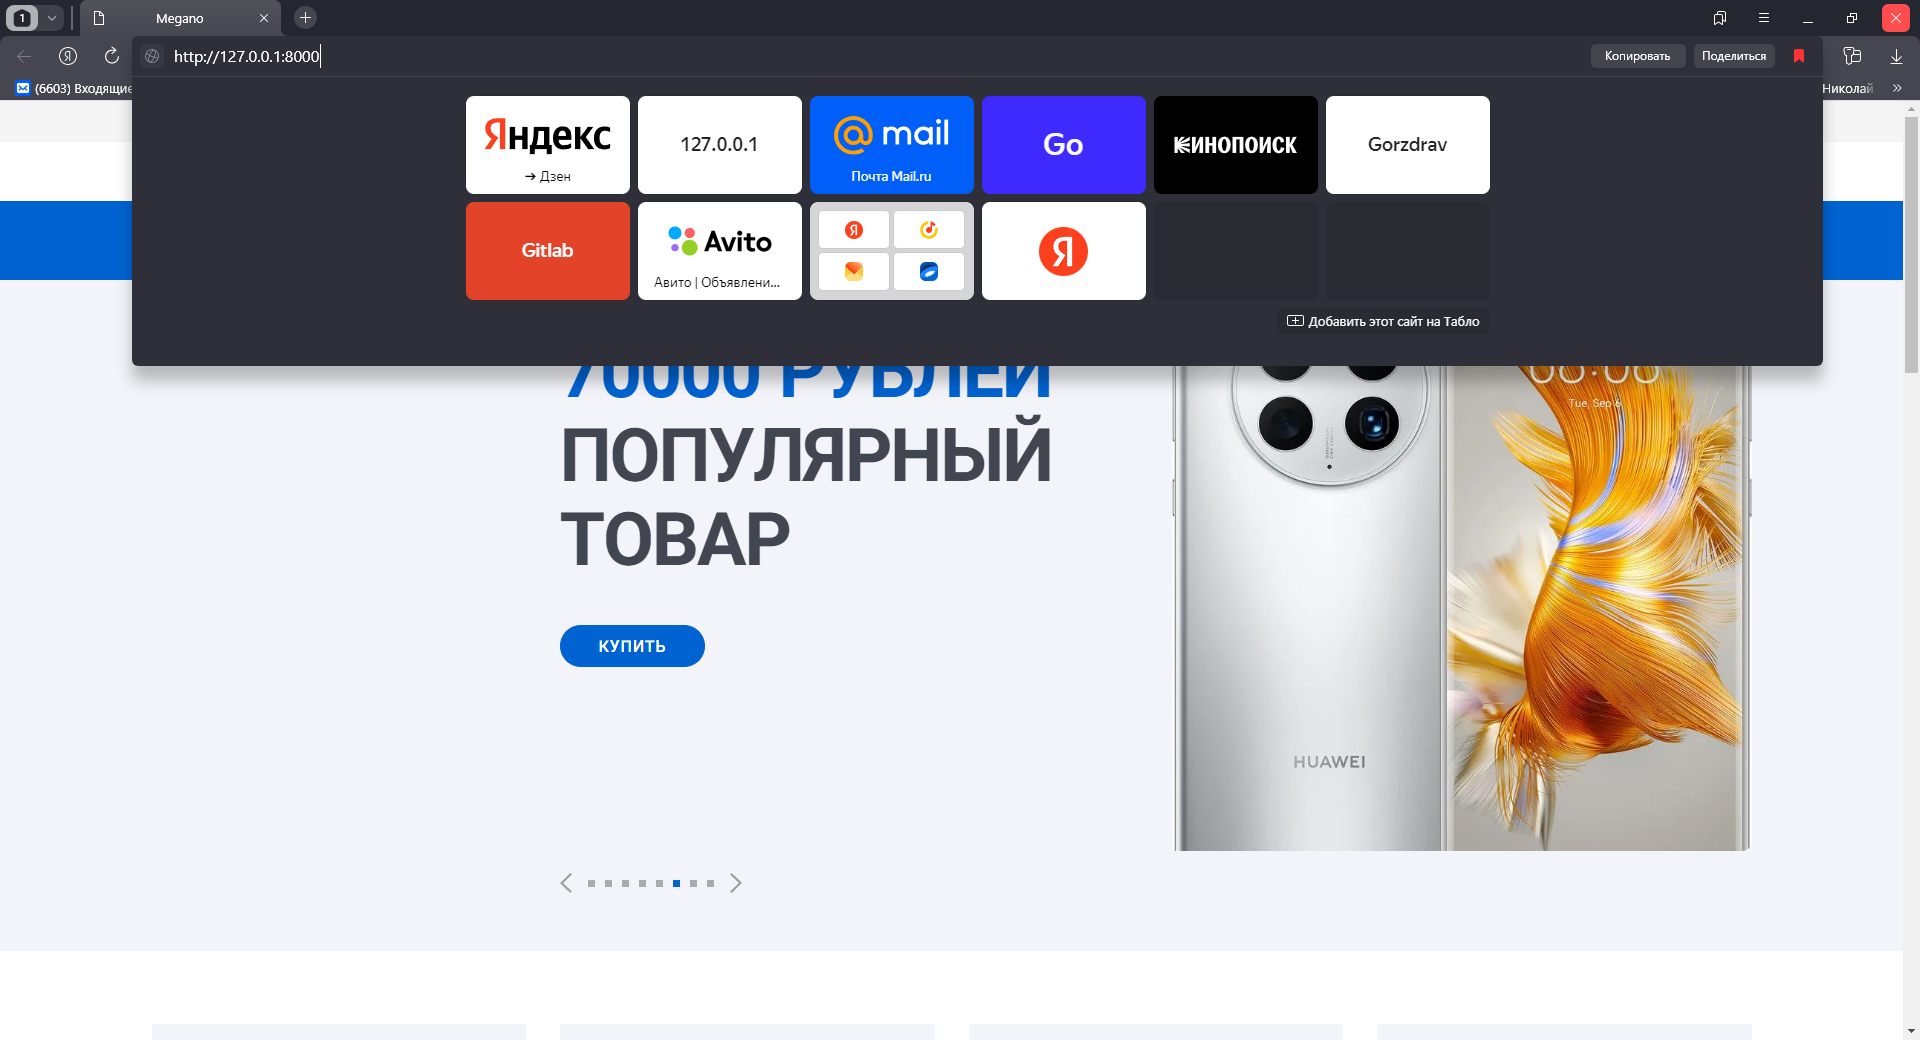 1
Megano
http://127.0.0.1:8000
Копировать
Поделиться
(6603) Входящие
Николай
Яндекс
→ Дзен
127.0.0.1
@mail
Почта Mail.ru
Go
КИНОПОИСК
Gorzdrav
Gitlab
Avito
Авито | Объявлени...
Я
Добавить этот сайт на Табло
70000 РУБЛЕЙ
ПОПУЛЯРНЫЙ
ТОВАР
КУПИТЬ
08:08
Tue, Sep 6
HUAWEI